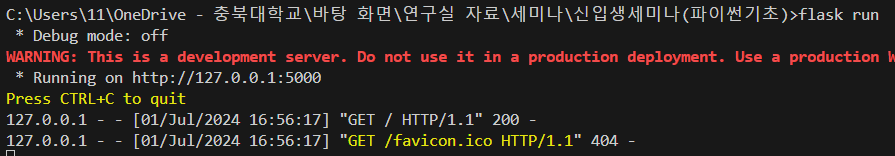 C:\Users\11\OneDrive - 충북대학교\바탕 화면\연구실 자료\세미나\신입생세미나(파이썬기초)>flask run
 * Debug mode: off
WARNING: This is a development server. Do not use it in a production deployment. Use a production W
 * Running on http://127.0.0.1:5000
Press CTRL+C to quit
127.0.0.1 - - [01/Jul/2024 16:56:17] "GET / HTTP/1.1" 200 -
127.0.0.1 - - [01/Jul/2024 16:56:17] "GET /favicon.ico HTTP/1.1" 404 -